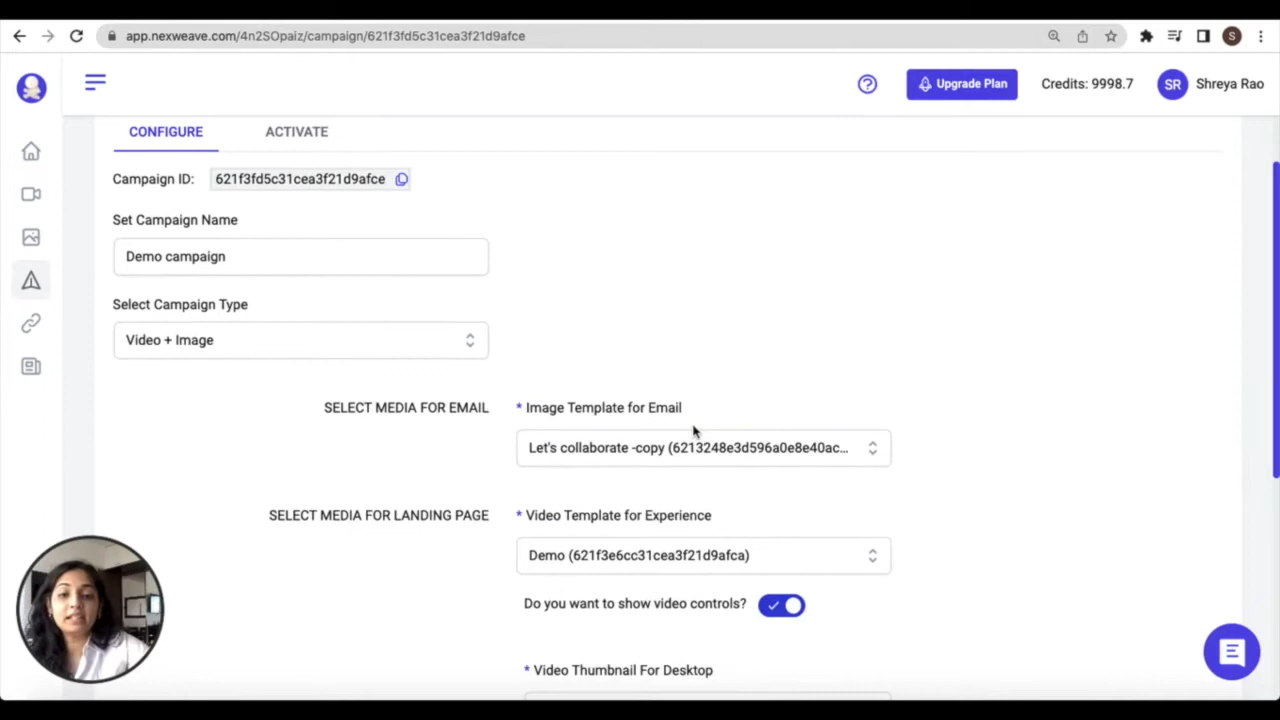 app.nexweave.com/4n2SOpaiz/campaign/621f3fd5c31cea3f21d9afce
S
Upgrade Plan
Credits: 9998.7
SR
Shreya Rao
CONFIGURE
ACTIVATE
Campaign ID: 621f3fd5c31cea3f21d9afce
Set Campaign Name
Demo campaign
Select Campaign Type
Video + Image
SELECT MEDIA FOR EMAIL
* Image Template for Email
Let's collaborate -copy (6213248e3d596a0e8e40ac...
SELECT MEDIA FOR LANDING PAGE
* Video Template for Experience
Demo (621f3e6cc31cea3f21d9afca)
Do you want to show video controls?
* Video Thumbnail For Desktop